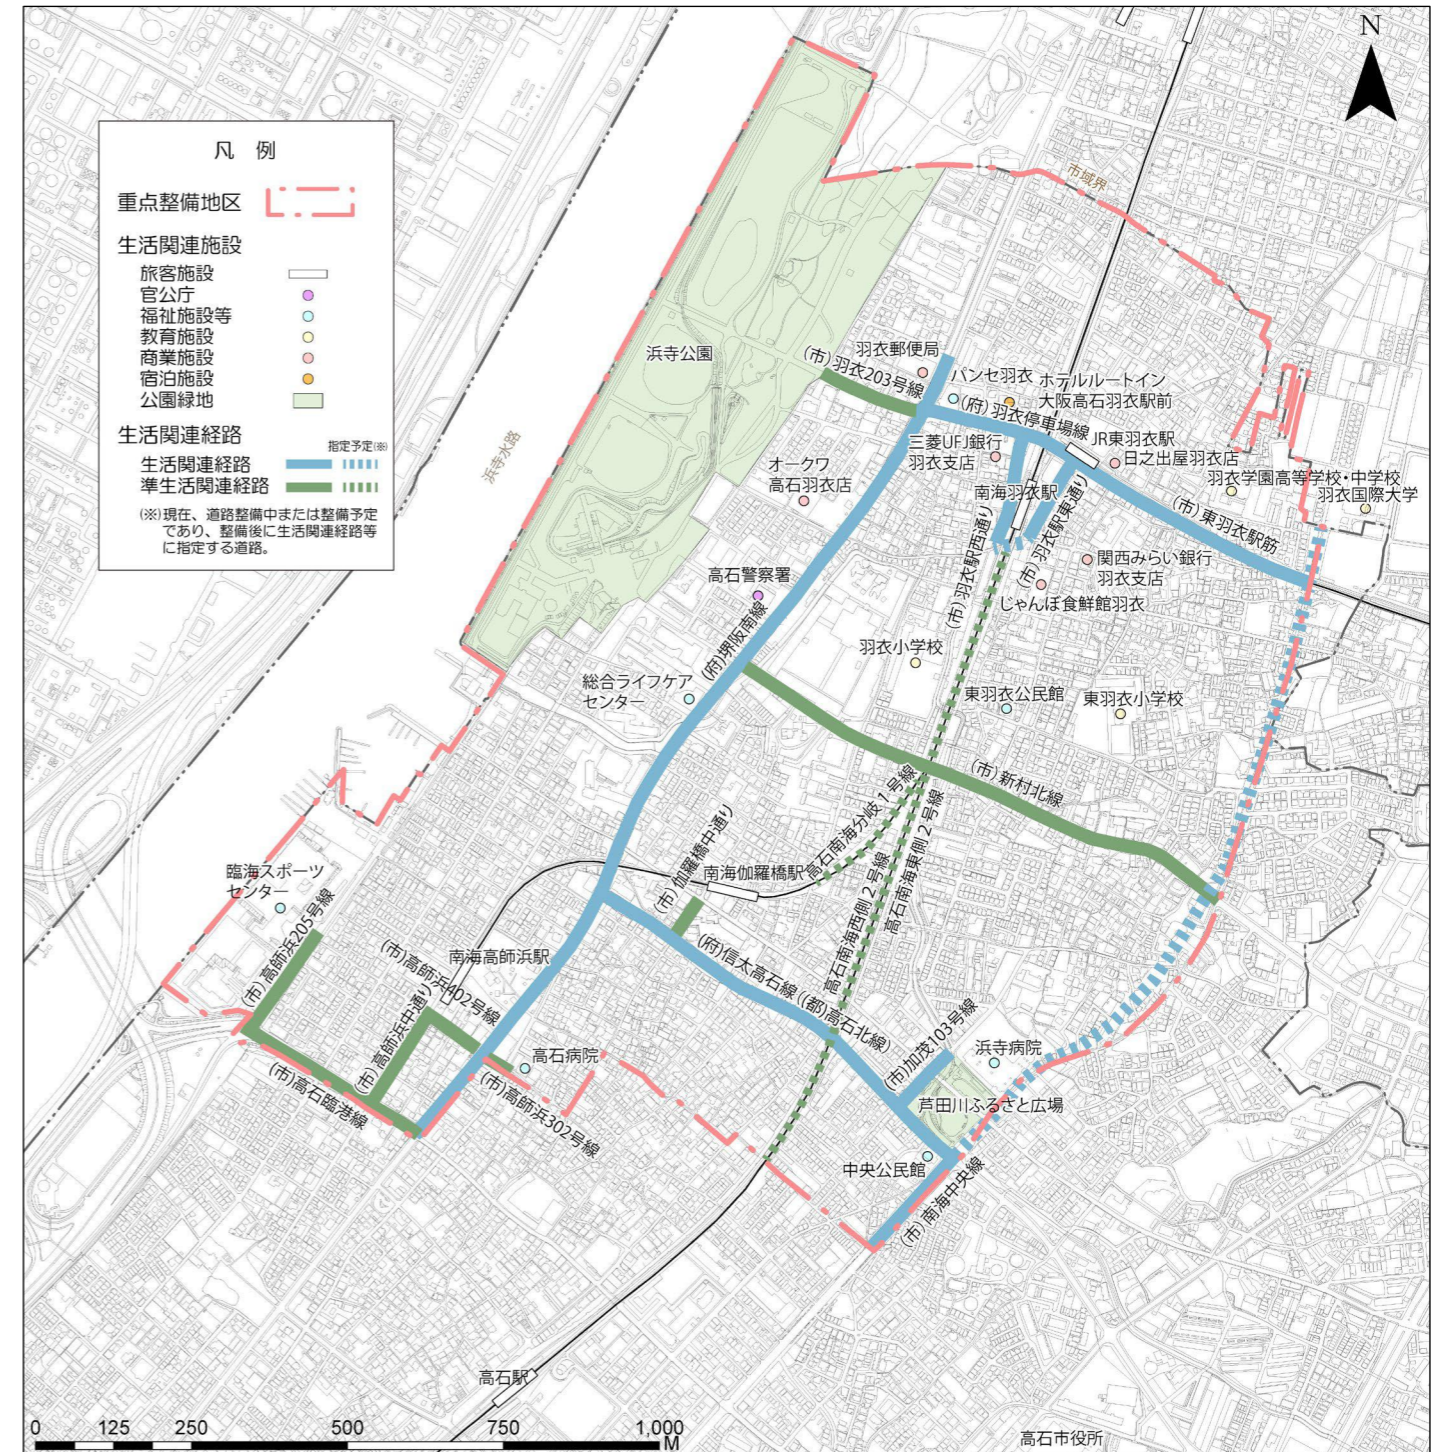 N
凡 例
重点整備地区
生活関連施設
旅客施設
官公庁
福祉施設等
教育施設
商業施設
宿泊施設
公園緑地
生活関連経路
指定予定(※)
生活関連経路
準生活関連経路
(※)現在、道路整備中または整備予定
であり、整備後に生活関連経路等
に指定する道路。
市域界
浜寺公園
浜寺水路
羽衣郵便局
(市)羽衣203号線
パンセ羽衣
ホテルルートイン
大阪高石羽衣駅前
(府)羽衣停車場線
三菱UFJ銀行
羽衣支店
JR東羽衣駅
日之出屋羽衣店
オークワ
高石羽衣店
南海羽衣駅
羽衣学園高等学校・中学校
羽衣国際大学
(市)東羽衣駅筋
(市)羽衣駅西通り
(市)羽衣駅東通り
関西みらい銀行
羽衣支店
じゃんぼ食鮮館羽衣
高石警察署
(府)堺阪南線
羽衣小学校
総合ライフケア
センター
東羽衣公民館
東羽衣小学校
(市)新村北線
高石南海分岐1号線
高石南海西側2号線
高石南海東側2号線
(市)伽羅橋中通り
南海伽羅橋駅
臨海スポーツ
センター
(市)高師浜205号線
南海高師浜駅
(市)高師浜402号線
(市)高師浜中通り
(府)信太高石線((都)高石北線)
(市)加茂103号線
浜寺病院
高石病院
(市)高石臨港線
(市)高師浜302号線
芦田川ふるさと広場
中央公民館
(市)南海中央線
高石駅
高石市役所
0 125 250 500 750 1,000
M